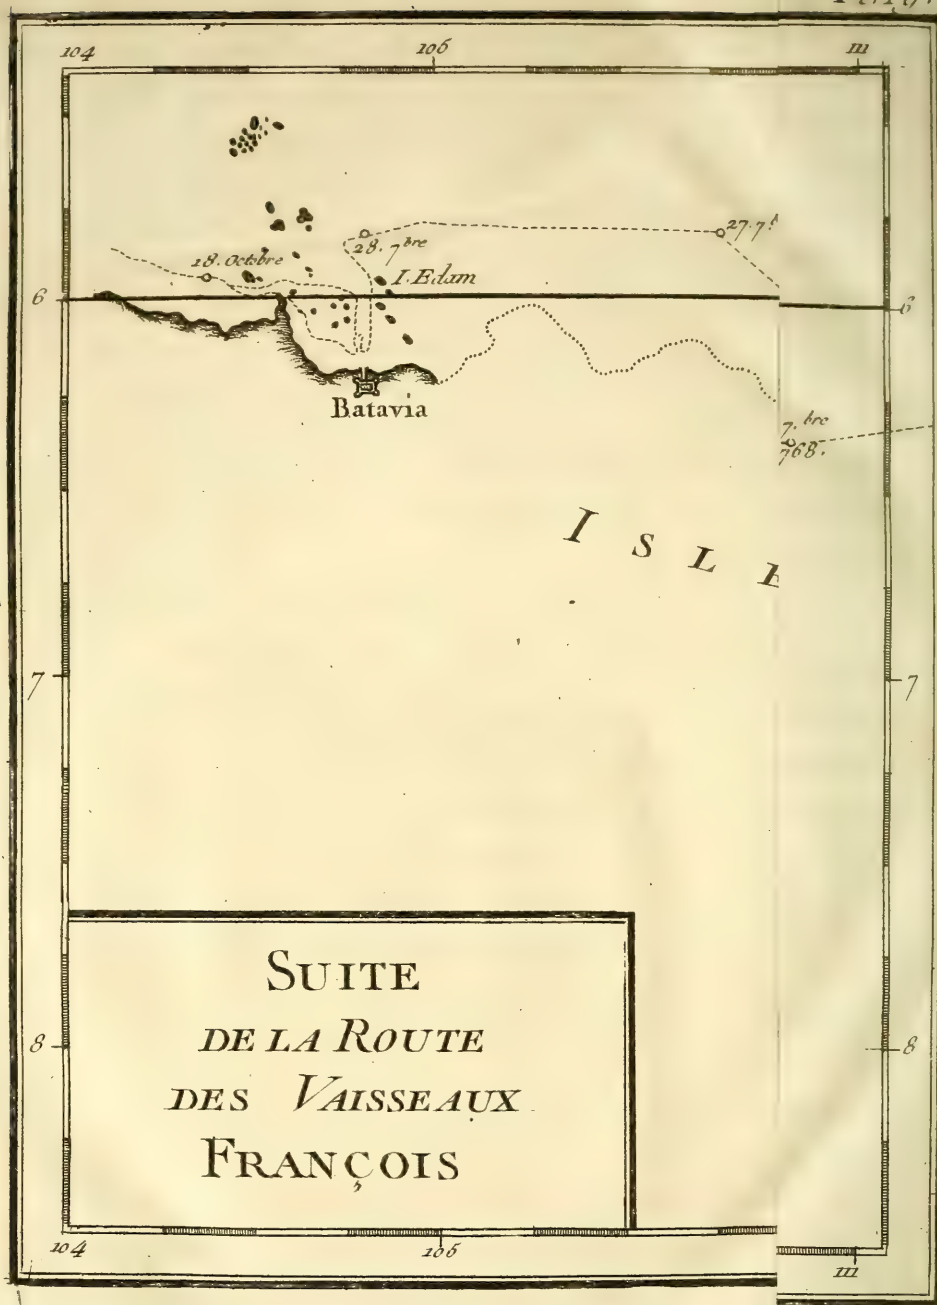 104 106 111
27. 7.
28. 7bre
18. Octobre
I. Edam
6 6
Batavia
7.bre
768.
ISLE
7 7
SUITE
DE LA ROUTE
DES VAISSEAUX
FRANÇOIS
8 8
104 106 111